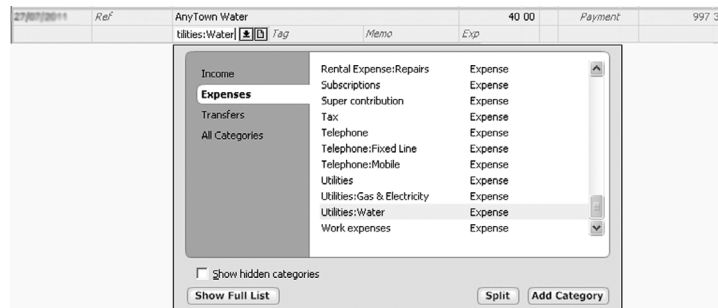 27/07/2011 Ref AnyTown Water 40 00 Payment 997 3
tilities:Water Tag Memo Exp
Income
Expenses
Transfers
All Categories
Rental Expense:Repairs Expense
Subscriptions Expense
Super contribution Expense
Tax Expense
Telephone Expense
Telephone:Fixed Line Expense
Telephone:Mobile Expense
Utilities Expense
Utilities:Gas & Electricity Expense
Utilities:Water Expense
Work expenses Expense
Show hidden categories
Show Full List Split Add Category